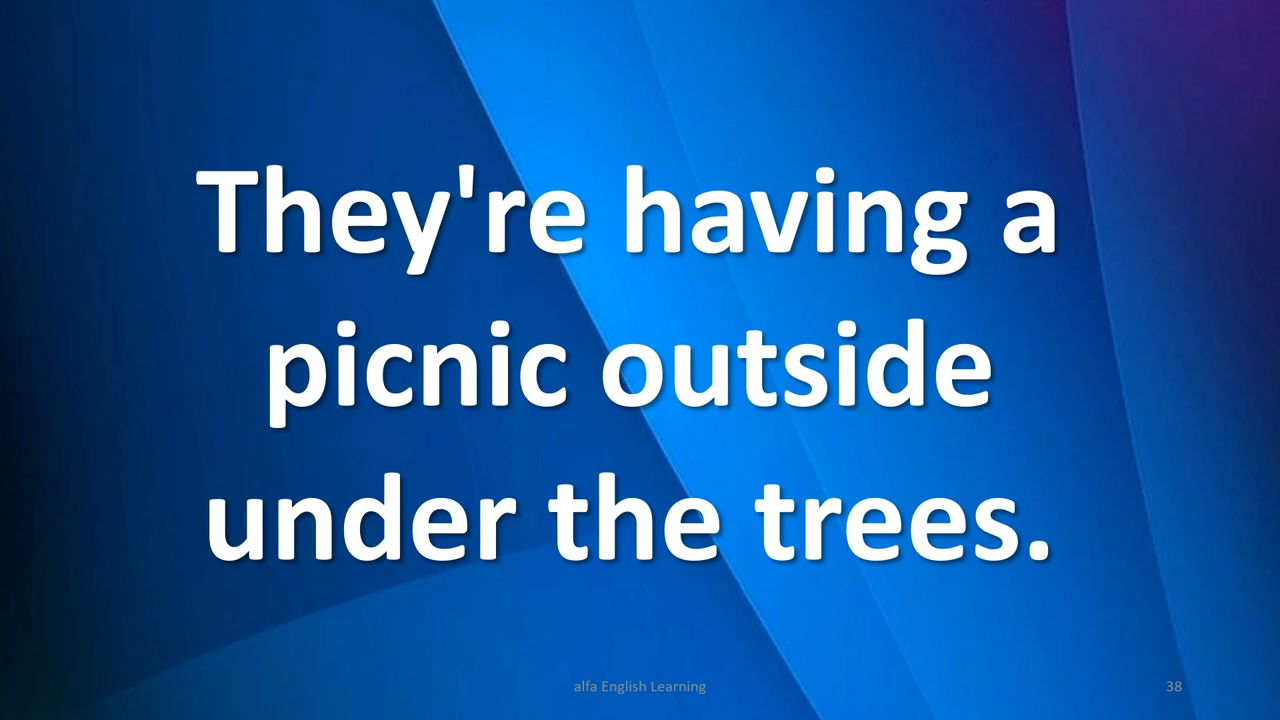 They're having a
picnic outside
under the trees.
alfa English Learning
38